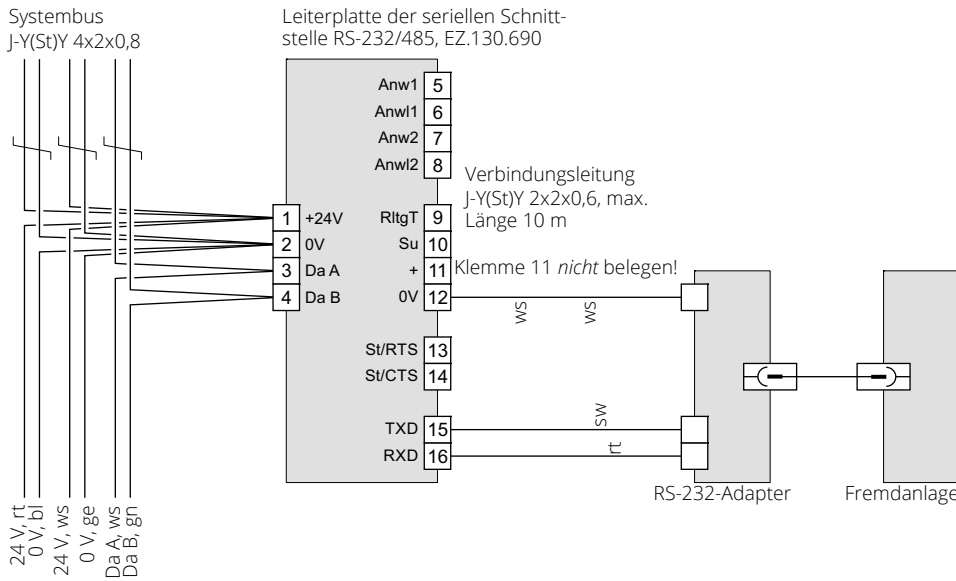 Systembus
J-Y(St)Y 4x2x0,8
Leiterplatte der seriellen Schnitt-
stelle RS-232/485, EZ.130.690
Anw1 5
Anwl1 6
Anw2 7
Anwl2 8
Verbindungsleitung
J-Y(St)Y 2x2x0,6, max.
Länge 10 m
1 +24V
RltgT 9
2 0V
Su 10
3 Da A
+ 11
Klemme 11 nicht belegen!
4 Da B
0V 12
ws ws
St/RTS 13
St/CTS 14
TXD 15
sw
RXD 16
rt
RS-232-Adapter
Fremdanlage
24 V, rt
0 V, bl
24 V, ws
0 V, ge
Da A, ws
Da B, gn